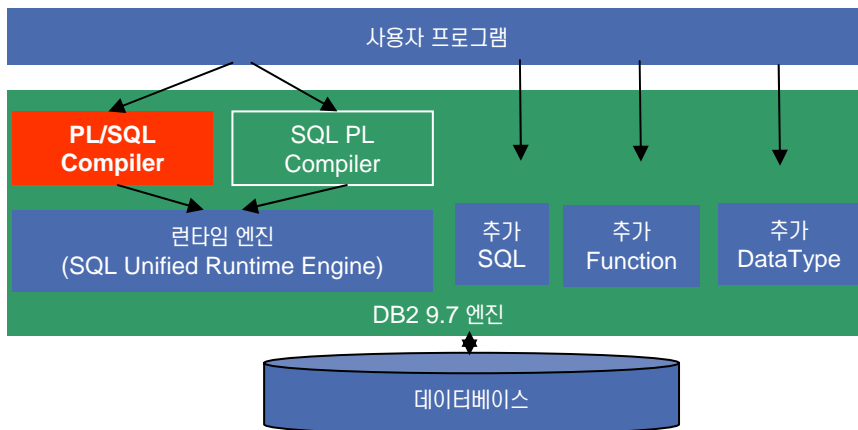 사용자 프로그램
PL/SQL
Compiler
SQL PL
Compiler
런타임 엔진
(SQL Unified Runtime Engine)
추가
SQL
추가
Function
추가
DataType
DB2 9.7 엔진
데이터베이스